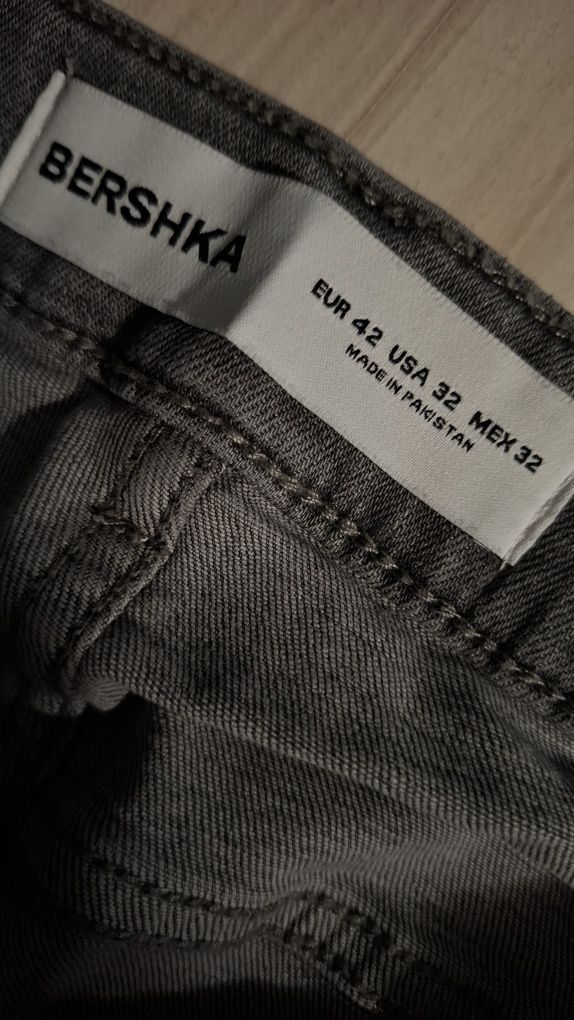 BERSHKA
EUR 42 USA 32 MEX 32
MADE IN PAKISTAN